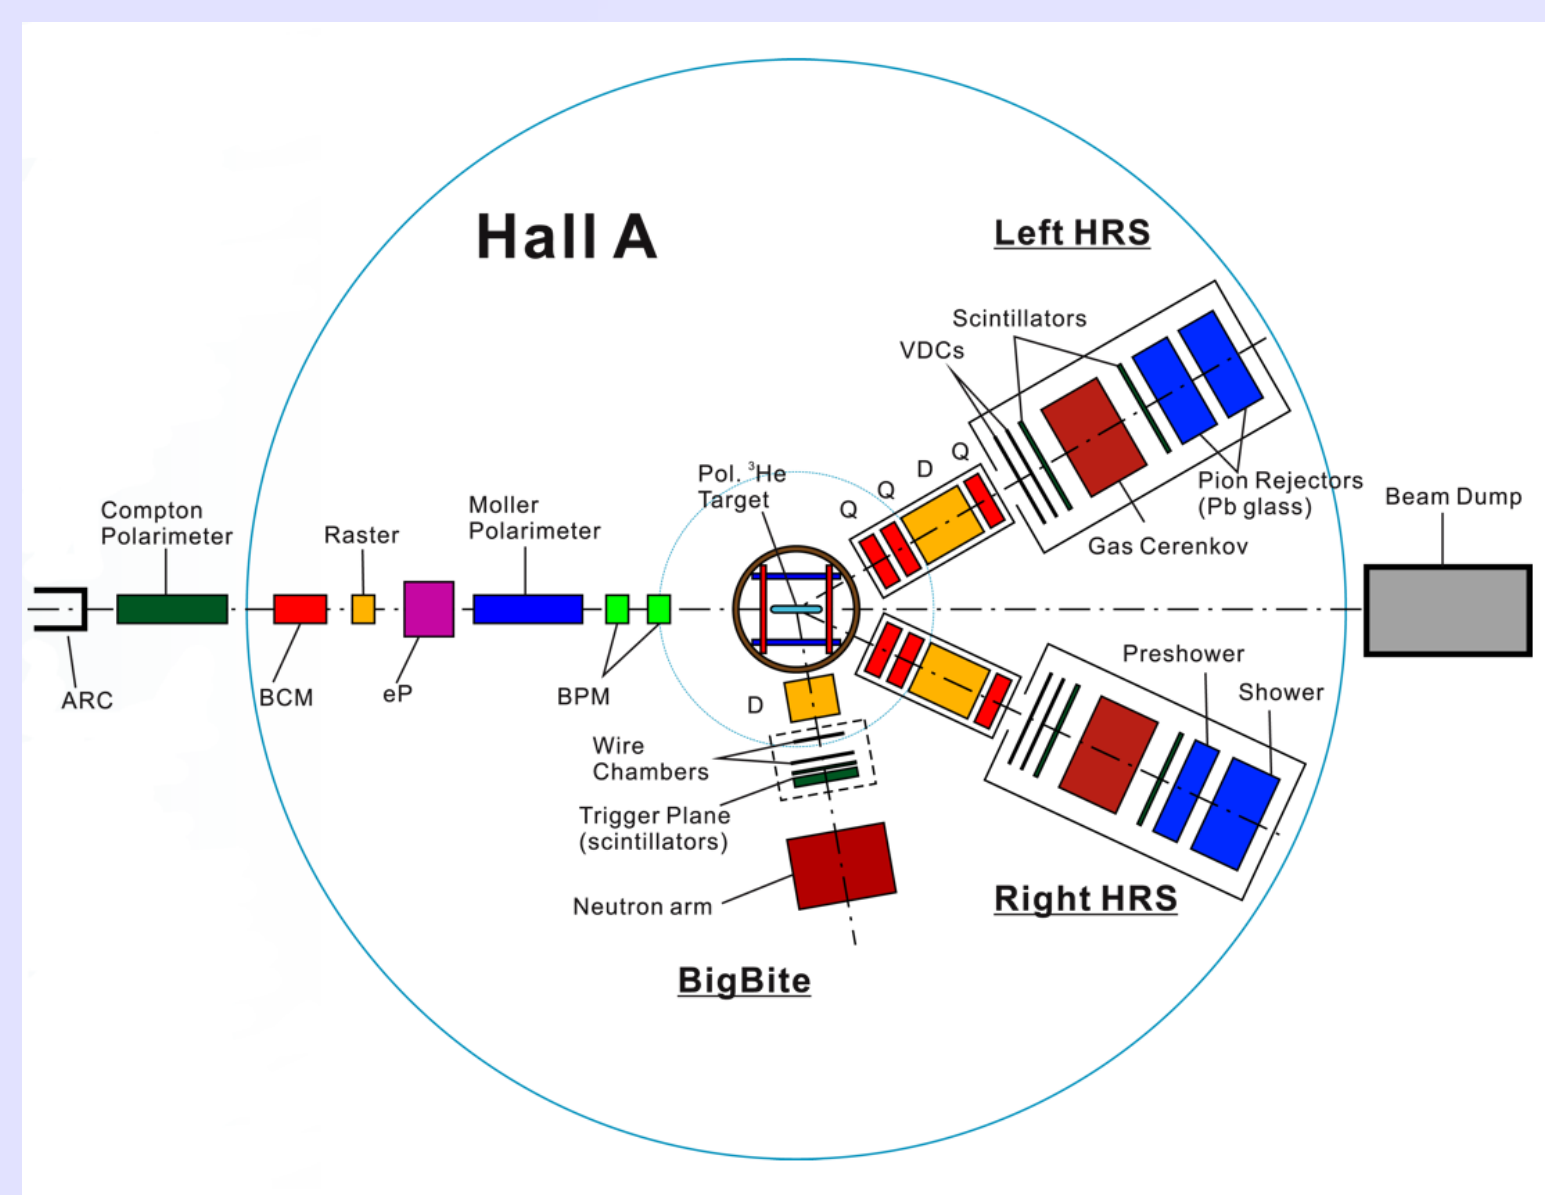 Hall A
Left HRS
Scintillators
VDCs
Q
D
Q
Q
Pol. ³He
Target
Pion Rejectors
(Pb glass)
Gas Cerenkov
Beam Dump
Compton
Polarimeter
Raster
Moller
Polarimeter
ARC
BCM
eP
BPM
D
Wire
Chambers
Trigger Plane
(scintillators)
Neutron arm
BigBite
Preshower
Shower
Right HRS